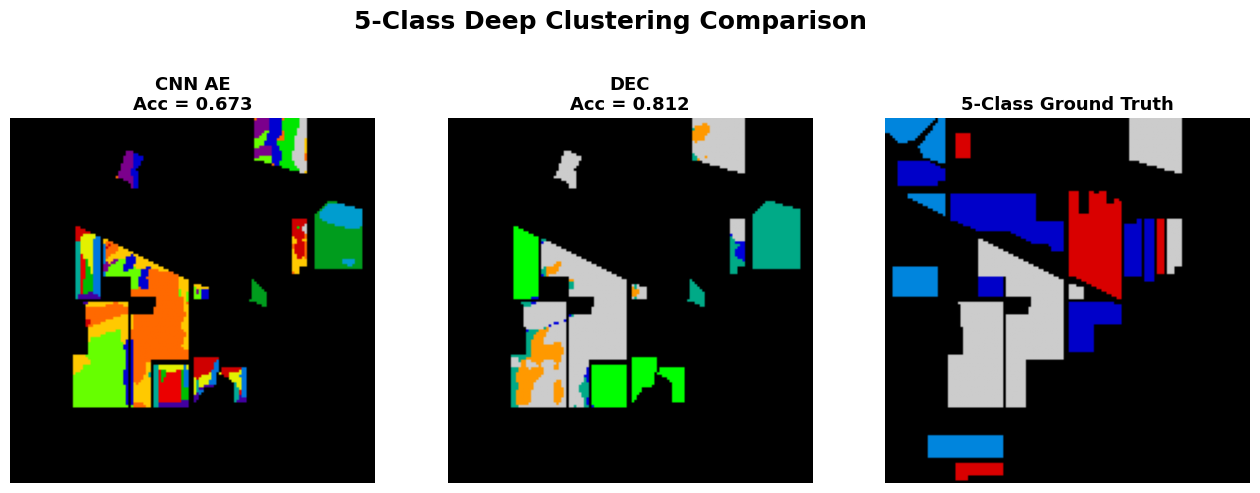 5-Class Deep Clustering Comparison
CNN AE
Acc = 0.673
DEC
Acc = 0.812
5-Class Ground Truth